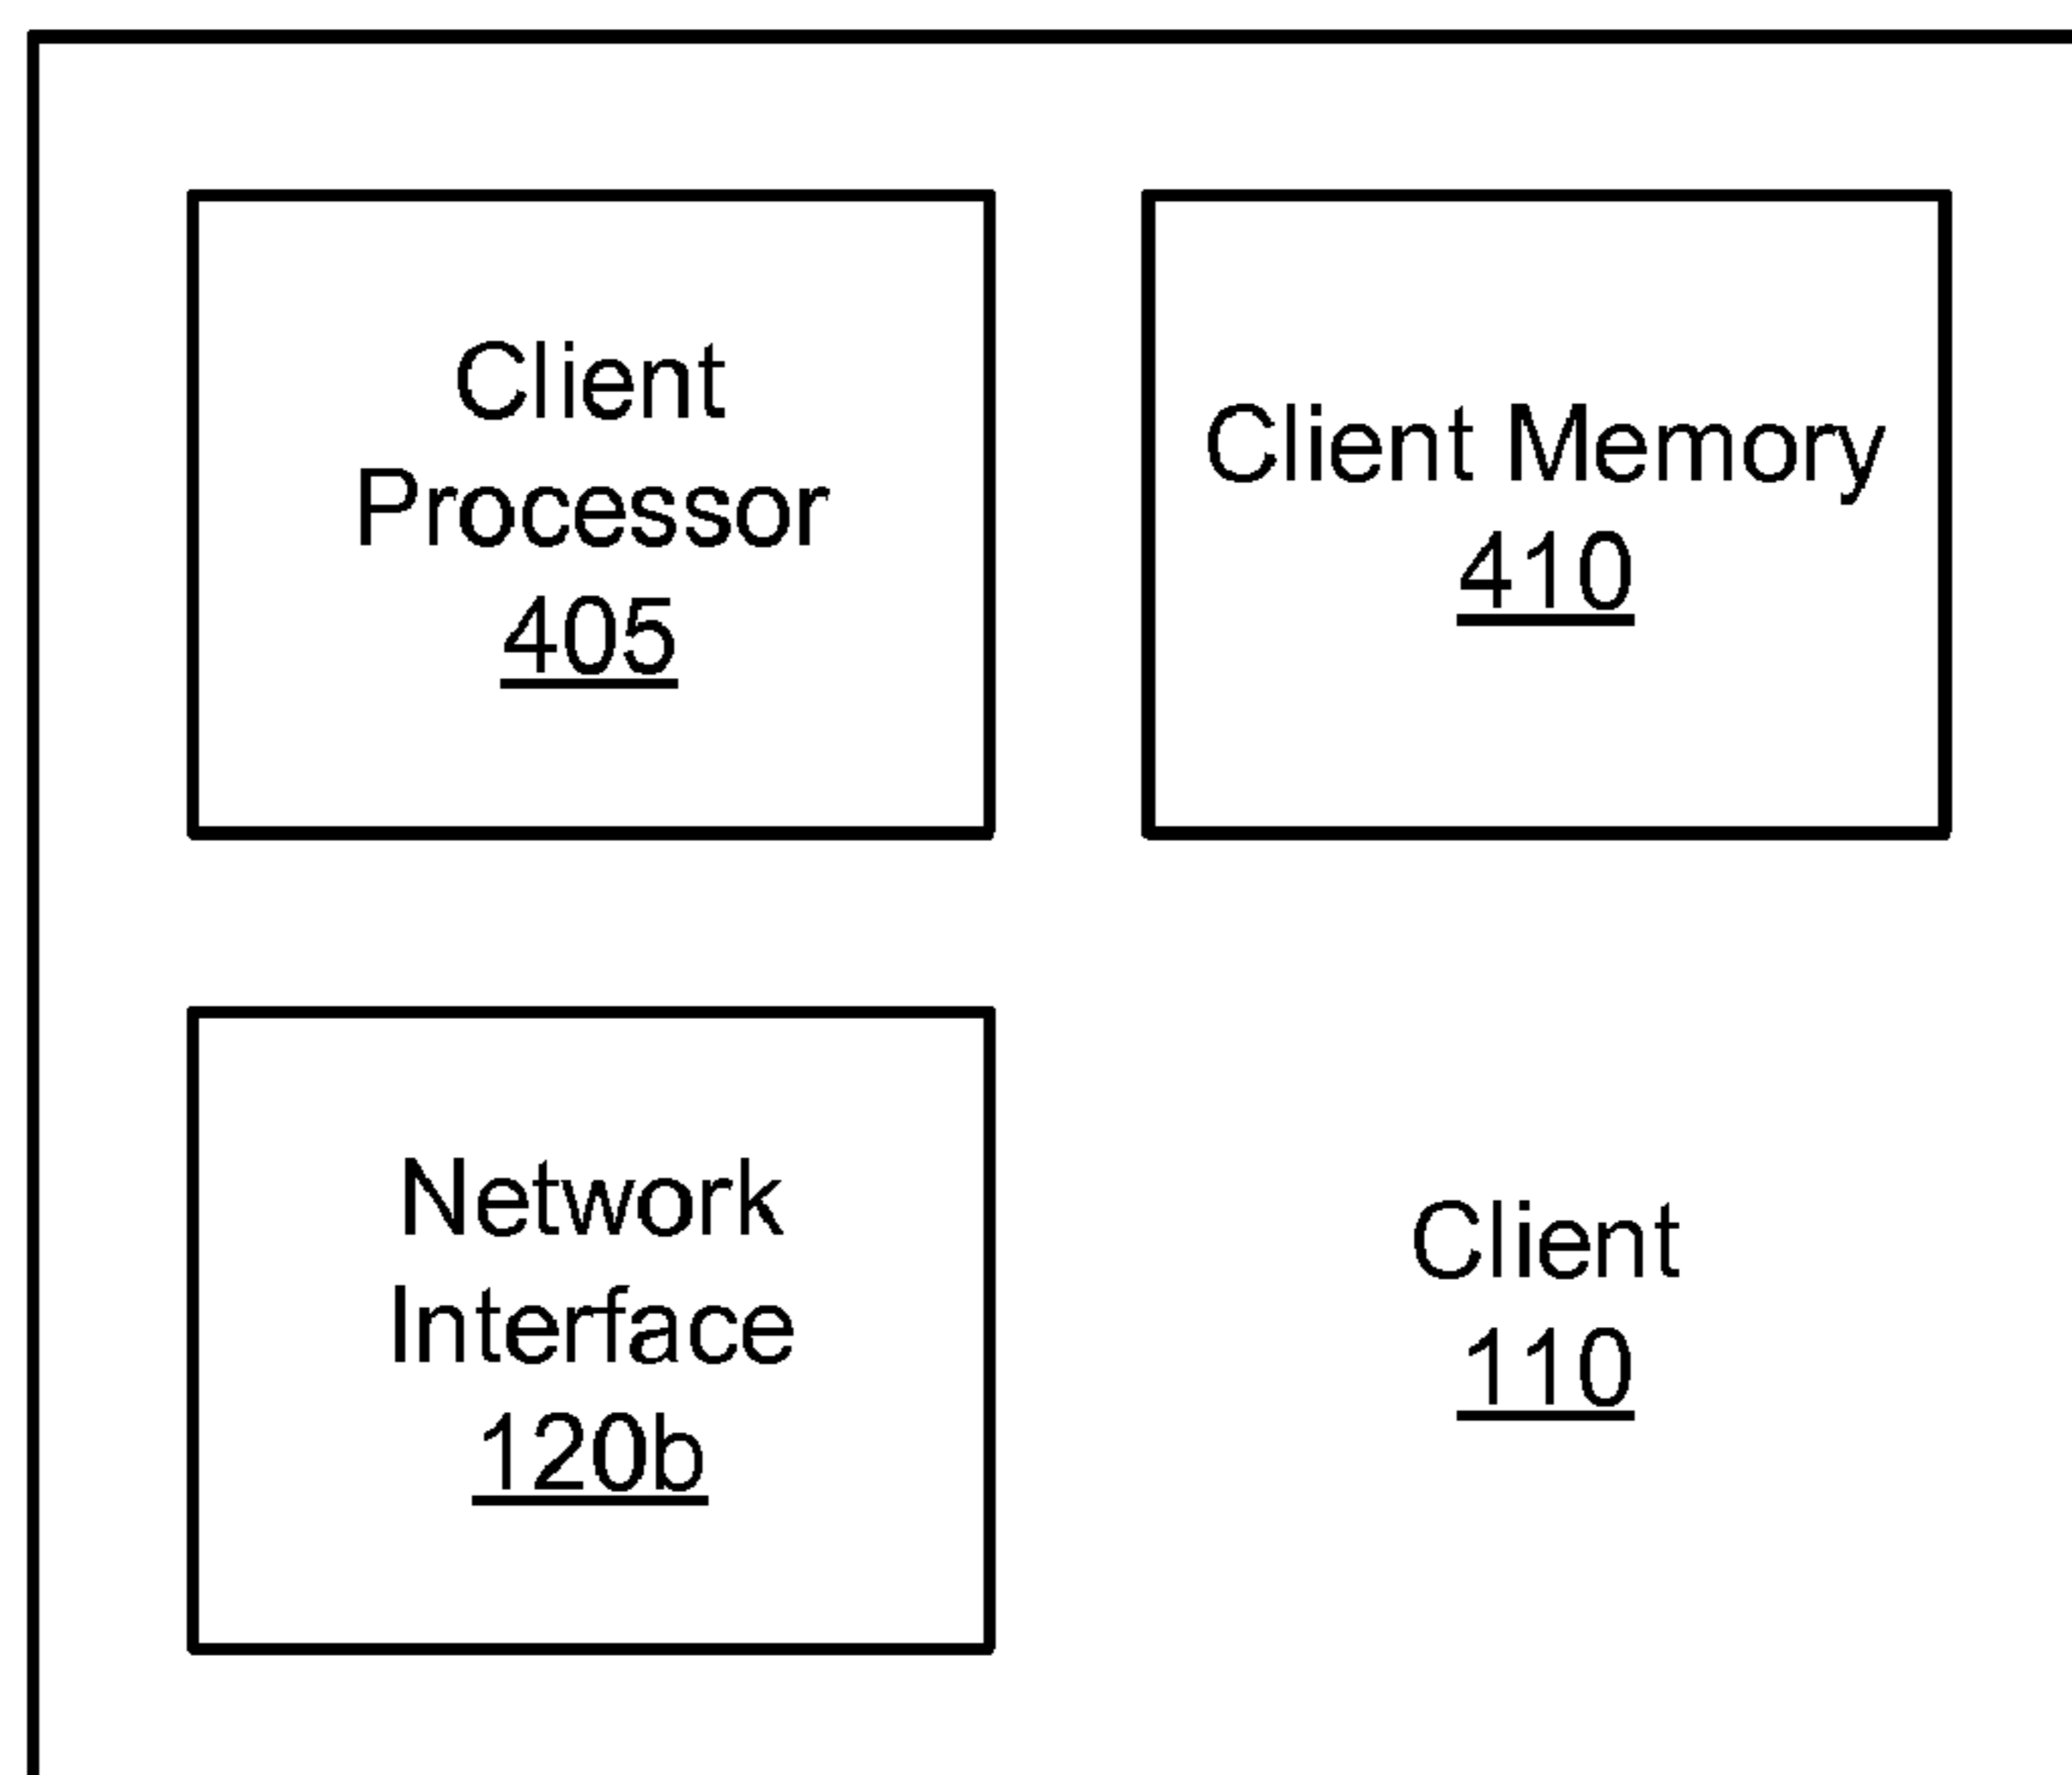 Client
Processor
405
Client Memory
410
Network
Interface
120b
Client
110